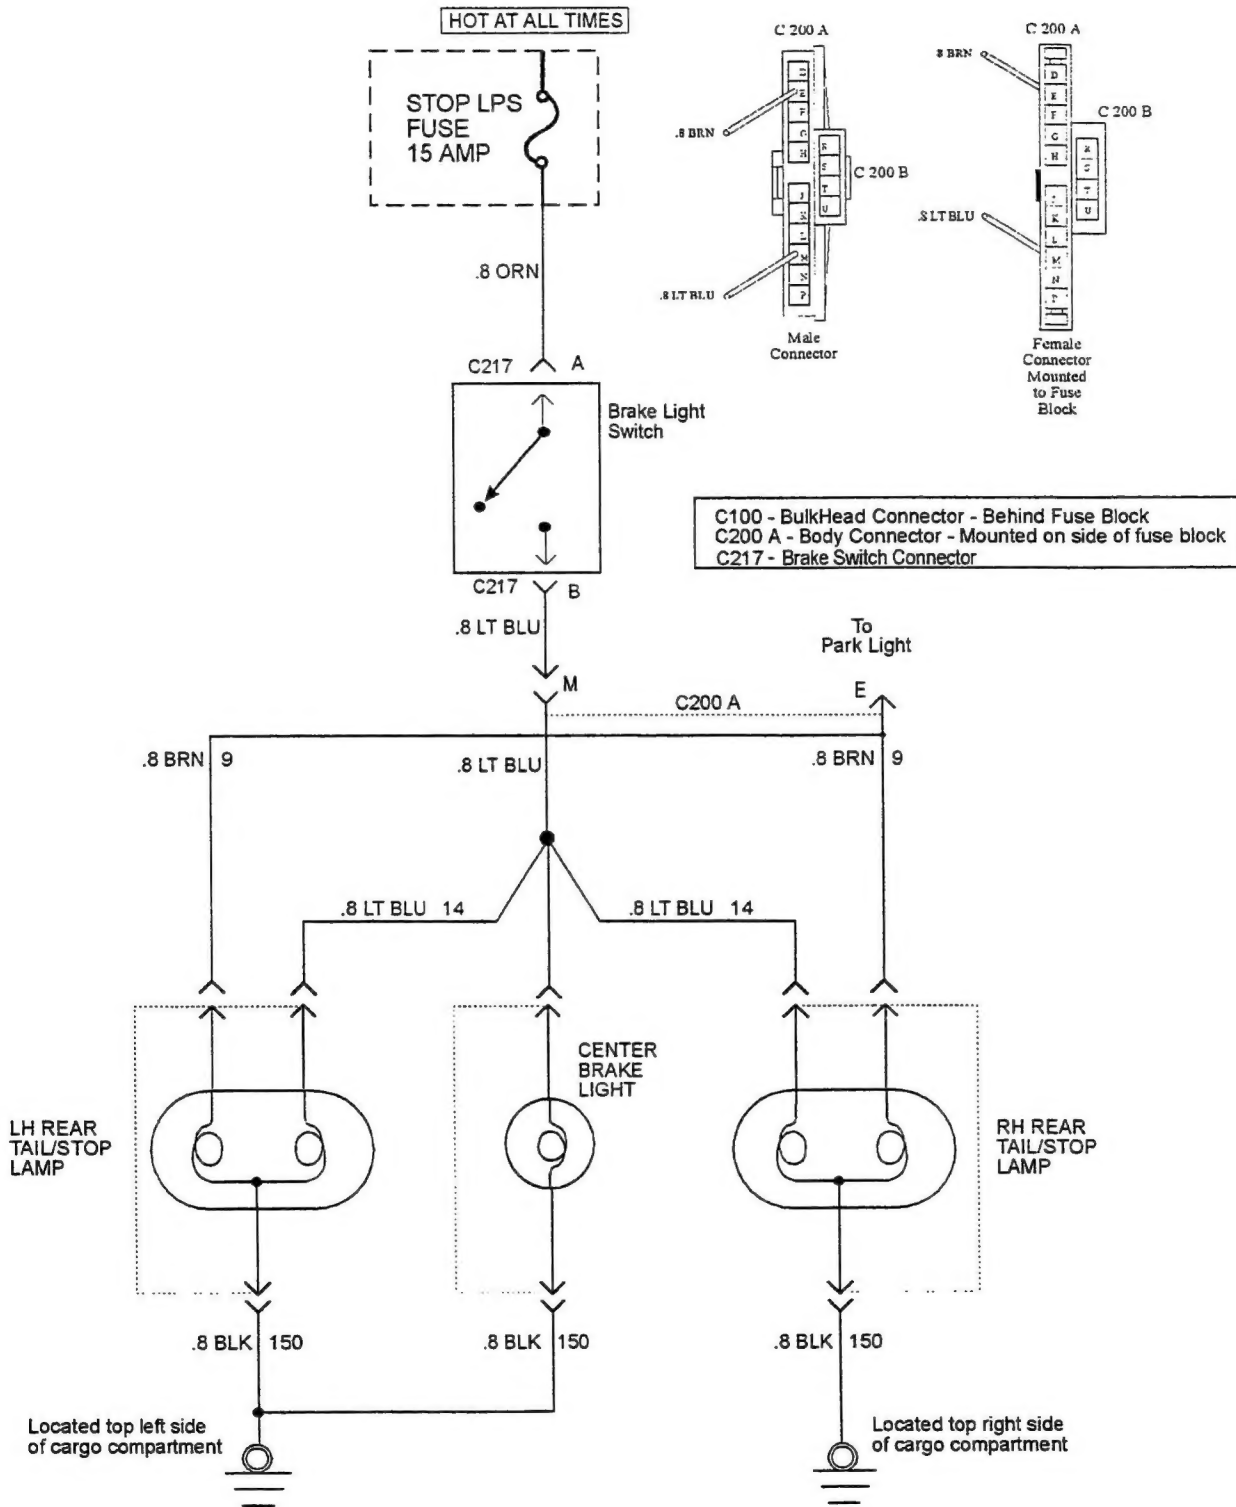 HOT AT ALL TIMES
STOP LPS
FUSE
15 AMP
.8 ORN
C217
A
Brake Light
Switch
C217
B
.8 LT BLU
M
C 200 A
.8 BRN
E
F
G
H
C 200 B
S
T
U
J
K
L
M
N
P
.8 LT BLU
Male
Connector
C 200 A
8 BRN
D
E
F
G
H
C 200 B
R
S
T
U
K
L
M
N
.8 LT BLU
Female
Connector
Mounted
to Fuse
Block
C100 - BulkHead Connector - Behind Fuse Block
C200 A - Body Connector - Mounted on side of fuse block
C217 - Brake Switch Connector
To
Park Light
E
C200 A
.8 BRN 9
.8 LT BLU
.8 BRN 9
.8 LT BLU 14
.8 LT BLU 14
LH REAR
TAIL/STOP
LAMP
CENTER
BRAKE
LIGHT
RH REAR
TAIL/STOP
LAMP
.8 BLK 150
.8 BLK 150
.8 BLK 150
Located top left side
of cargo compartment
Located top right side
of cargo compartment